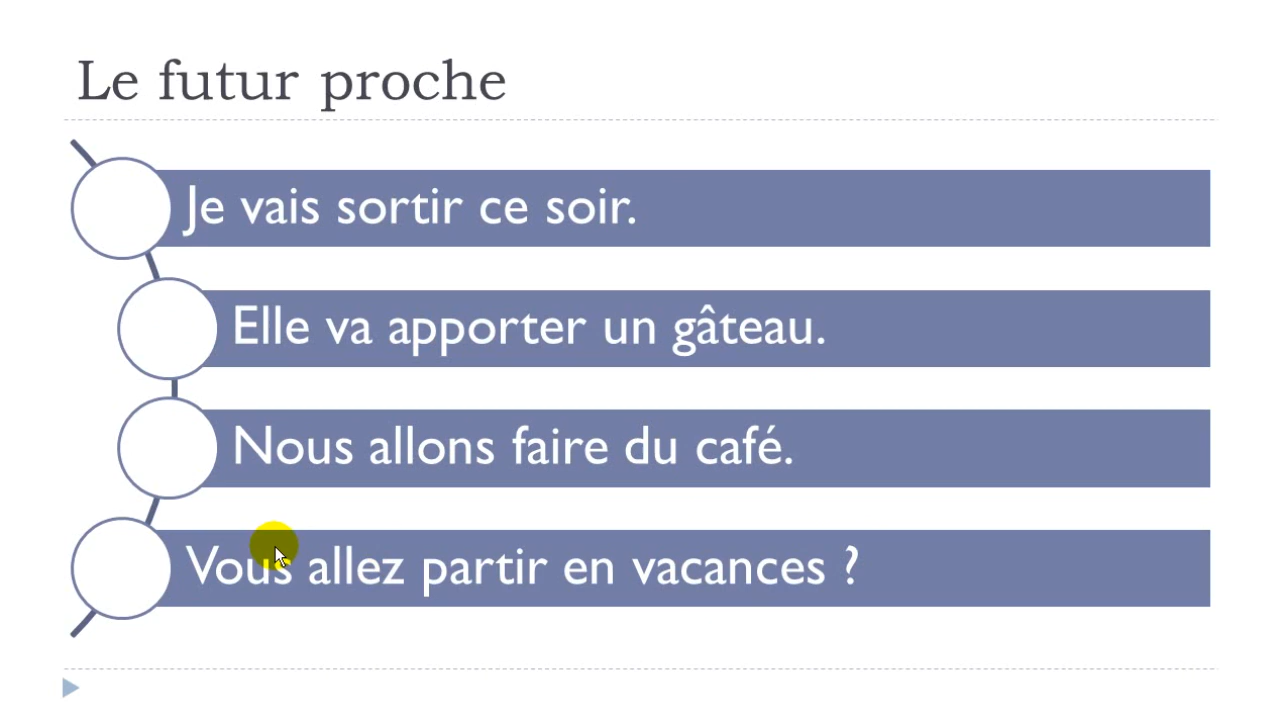 Le futur proche
Je vais sortir ce soir.
Elle va apporter un gâteau.
Nous allons faire du café.
Vous allez partir en vacances ?